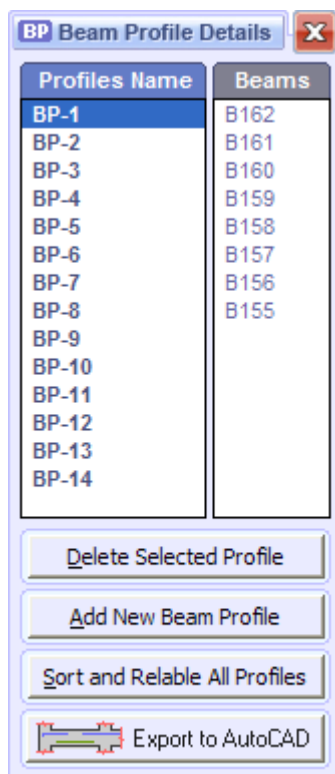 BP Beam Profile Details
Profiles Name Beams
BP-1 B162
BP-2 B161
BP-3 B160
BP-4 B159
BP-5 B158
BP-6 B157
BP-7 B156
BP-8 B155
BP-9
BP-10
BP-11
BP-12
BP-13
BP-14
Delete Selected Profile
Add New Beam Profile
Sort and Relable All Profiles
Export to AutoCAD